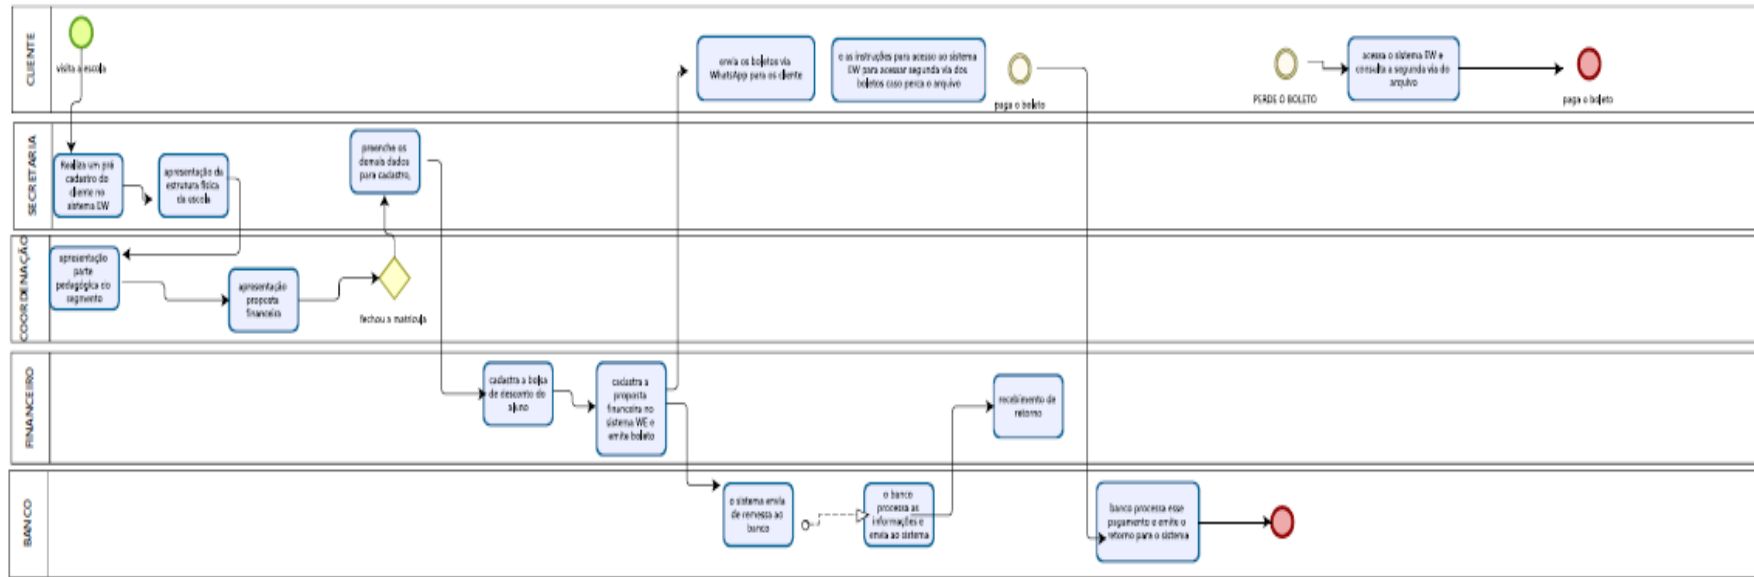 CLIENTE
visita a escola
envia os boletos via
WhatsApp para os cliente
e as instruções para acesso ao sistema
EW para acessar segunda via dos
boletos caso perca o arquivo
paga o boleto
PERDE O BOLETO
acessa o sistema EW e
consulta a segunda via do
arquivo
paga o boleto
SECRETARIA
Realiza um pré
cadastro do
cliente no
sistema EW
apresentação da
estrutura física
da escola
preenche os
demais dados
para cadastro,
COORDENAÇÃO
apresentação
parte
pedagógica do
segmento
apresentação
proposta
financeira
fechou a matrícula
FINANCEIRO
cadastra a bolsa
de desconto do
aluno
cadastra a
proposta
financeira no
sistema WE e
emite boleto
recebimento de
retorno
BANCO
o sistema envia
de remessa ao
banco
o banco
processa as
informações e
envia ao sistema
banco processa esse
pagamento e emite o
retorno para o sistema